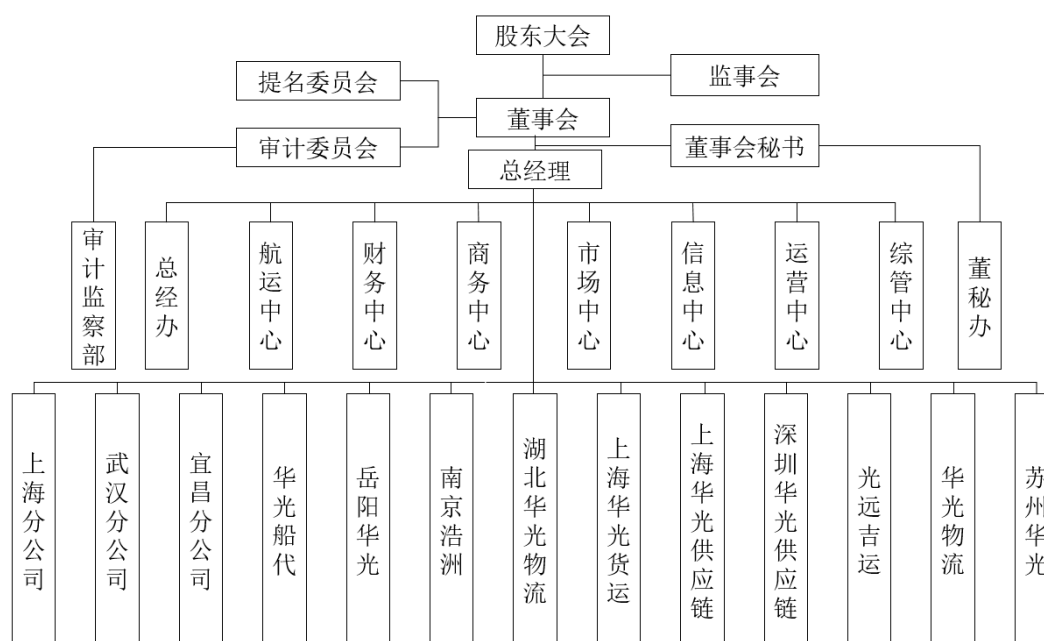 股东大会
监事会
提名委员会
董事会
审计委员会
董事会秘书
总经理
审计监察部
总经办
航运中心
财务中心
商务中心
市场中心
信息中心
运营中心
综管中心
董秘办
上海分公司
武汉分公司
宜昌分公司
华光船代
岳阳华光
南京浩洲
湖北华光物流
上海华光货运
上海华光供应链
深圳华光供应链
光远吉运
华光物流
苏州华光